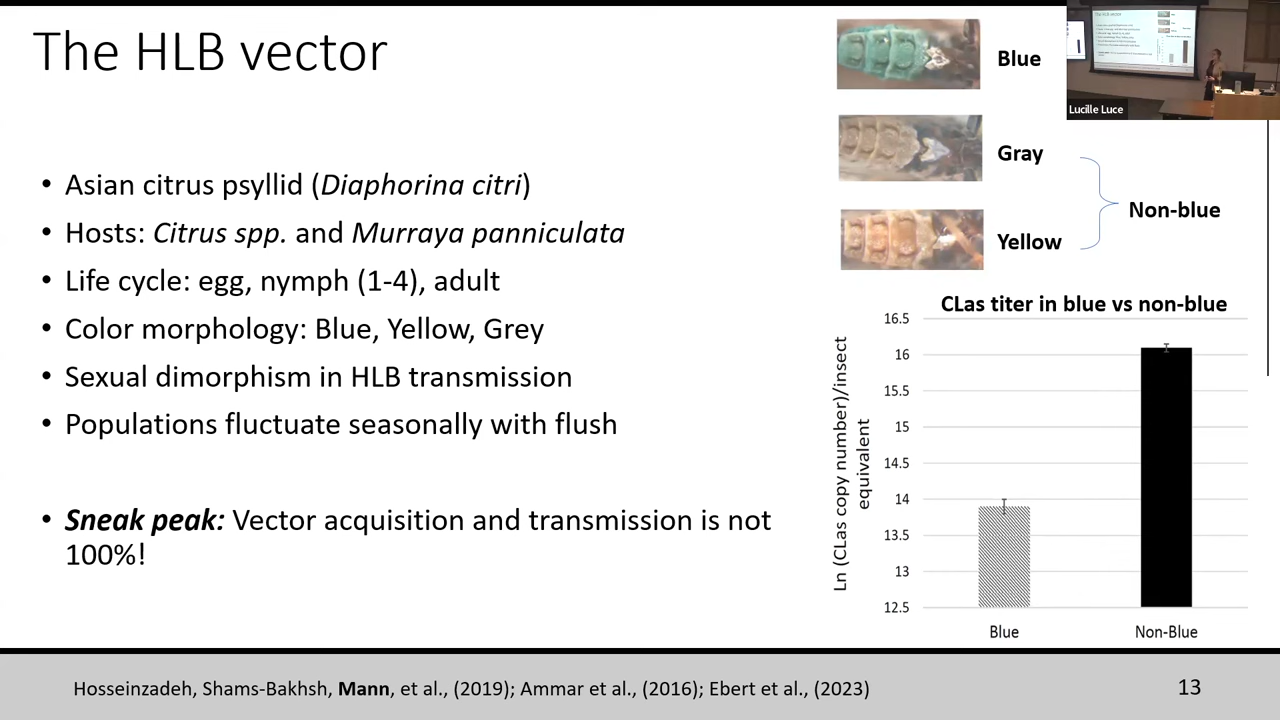 The HLB vector
• Asian citrus psyllid (Diaphorina citri)
• Hosts: Citrus spp. and Murraya panniculata
• Life cycle: egg, nymph (1-4), adult
• Color morphology: Blue, Yellow, Grey
• Sexual dimorphism in HLB transmission
• Populations fluctuate seasonally with flush
• Sneak peak: Vector acquisition and transmission is not
100%!
Blue
Gray
Yellow
Non-blue
Lucille Luce
CLas titer in blue vs non-blue
Ln (CLas copy number)/insect
equivalent
16.5
16
15.5
15
14.5
14
13.5
13
12.5
Blue
Non-Blue
Hosseinzadeh, Shams-Bakhsh, Mann, et al., (2019); Ammar et al., (2016); Ebert et al., (2023)
13